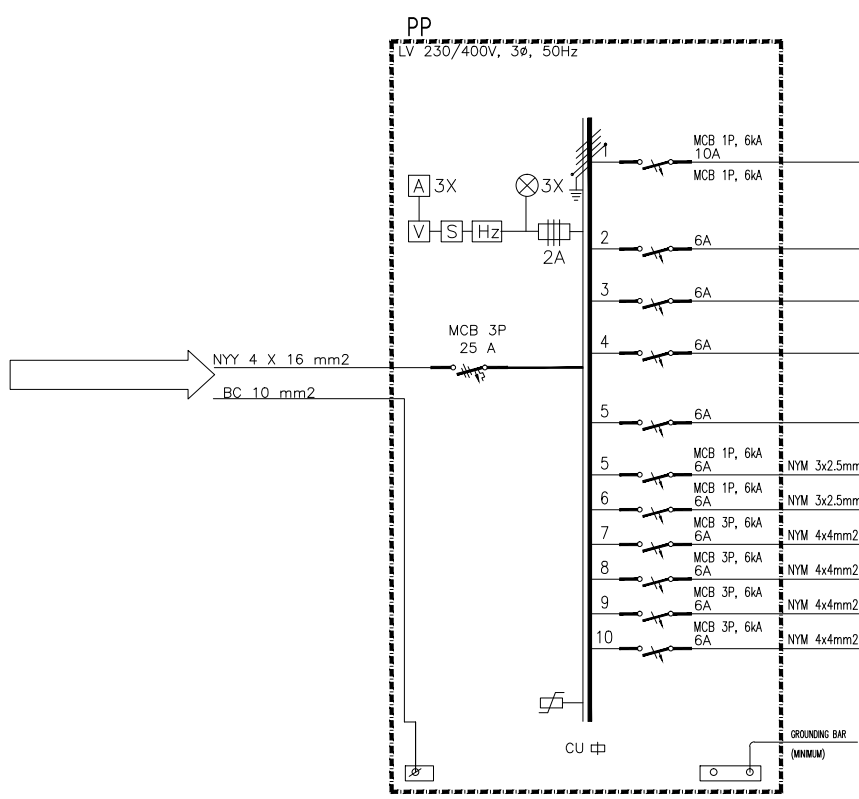 PP
LV 230/400V, 3ø, 50Hz
1
MCB 1P, 6kA
10A
MCB 1P, 6kA
A 3X
3X
V S Hz
2A
2
6A
3
6A
MCB 3P
25 A
4
6A
NYY 4 X 16 mm2
BC 10 mm2
5
6A
5
MCB 1P, 6kA
6A
NYM 3x2.5mm
6
MCB 1P, 6kA
6A
NYM 3x2.5mm
7
MCB 3P, 6kA
6A
NYM 4x4mm2
8
MCB 3P, 6kA
6A
NYM 4x4mm2
9
MCB 3P, 6kA
6A
NYM 4x4mm2
10
MCB 3P, 6kA
6A
NYM 4x4mm2
CU
GROUNDING BAR
(MINIMUM)